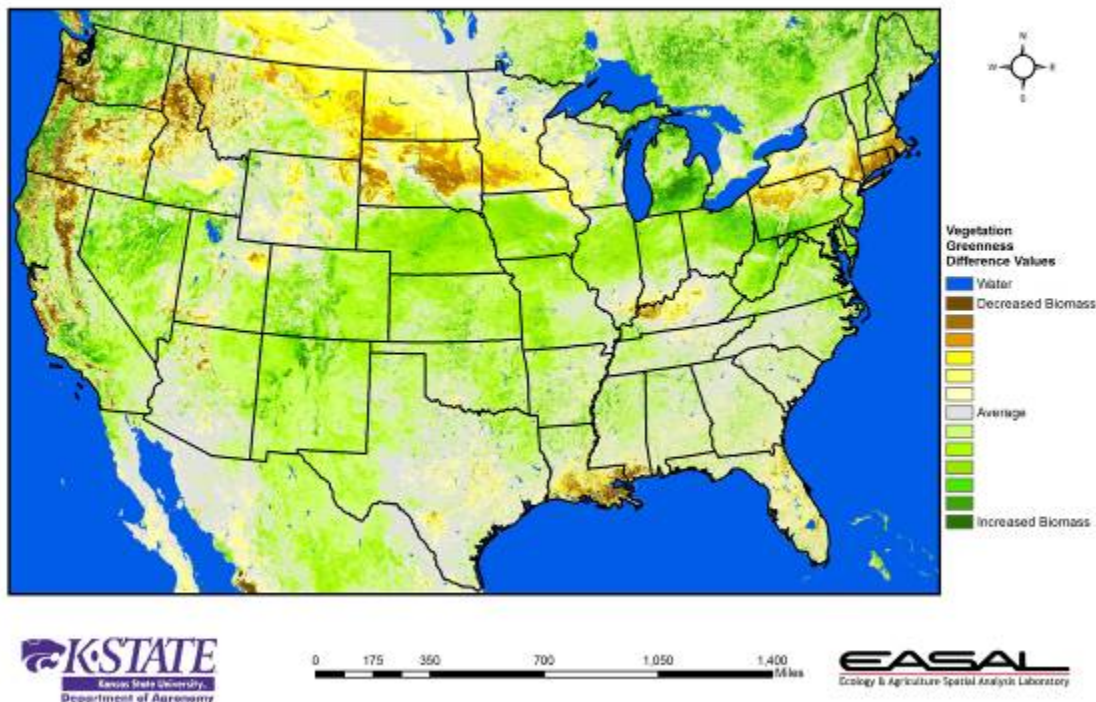 N
W
E
S
Vegetation
Greenness
Difference Values
Water
Decreased Biomass
Average
Increased Biomass
K-STATE
Kansas State University.
Department of Agronomy
0 175 350 700 1,050 1,400
Miles
EASAL
Ecology & Agriculture Spatial Analysis Laboratory